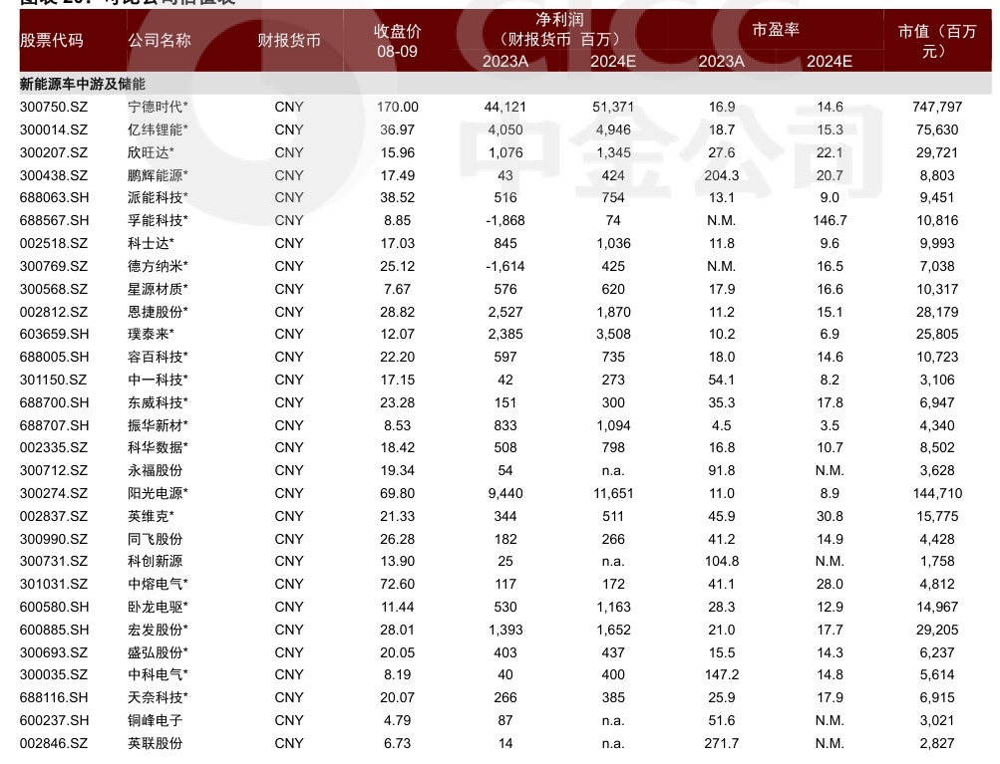 图表 20：可比公司估值表
股票代码 公司名称 财报货币 收盘价 08-09 净利润 （财报货币 百万） 2023A 2024E 市盈率 2023A 2024E 市值（百万元）
新能源车中游及储能
300750.SZ 宁德时代* CNY 170.00 44,121 51,371 16.9 14.6 747,797
300014.SZ 亿纬锂能* CNY 36.97 4,050 4,946 18.7 15.3 75,630
300207.SZ 欣旺达* CNY 15.96 1,076 1,345 27.6 22.1 29,721
300438.SZ 鹏辉能源* CNY 17.49 43 424 204.3 20.7 8,803
688063.SH 派能科技* CNY 38.52 516 754 13.1 9.0 9,451
688567.SH 孚能科技* CNY 8.85 -1,868 74 N.M. 146.7 10,816
002518.SZ 科士达* CNY 17.03 845 1,036 11.8 9.6 9,993
300769.SZ 德方纳米* CNY 25.12 -1,614 425 N.M. 16.5 7,038
300568.SZ 星源材质* CNY 7.67 576 620 17.9 16.6 10,317
002812.SZ 恩捷股份* CNY 28.82 2,527 1,870 11.2 15.1 28,179
603659.SH 璞泰来* CNY 12.07 2,385 3,508 10.2 6.9 25,805
688005.SH 容百科技* CNY 22.20 597 735 18.0 14.6 10,723
301150.SZ 中一科技* CNY 17.15 42 273 54.1 8.2 3,106
688700.SH 东威科技* CNY 23.28 151 300 35.3 17.8 6,947
688707.SH 振华新材* CNY 8.53 833 1,094 4.5 3.5 4,340
002335.SZ 科华数据* CNY 18.42 508 798 16.8 10.7 8,502
300712.SZ 永福股份 CNY 19.34 54 n.a. 91.8 N.M. 3,628
300274.SZ 阳光电源* CNY 69.80 9,440 11,651 11.0 8.9 144,710
002837.SZ 英维克* CNY 21.33 344 511 45.9 30.8 15,775
300990.SZ 同飞股份 CNY 26.28 182 266 41.2 14.9 4,428
300731.SZ 科创新源 CNY 13.90 25 n.a. 104.8 N.M. 1,758
301031.SZ 中熔电气* CNY 72.60 117 172 41.1 28.0 4,812
600580.SH 卧龙电驱* CNY 11.44 530 1,163 28.3 12.9 14,967
600885.SH 宏发股份* CNY 28.01 1,393 1,652 21.0 17.7 29,205
300693.SZ 盛弘股份* CNY 20.05 403 437 15.5 14.3 6,237
300035.SZ 中科电气* CNY 8.19 40 400 147.2 14.8 5,614
688116.SH 天奈科技* CNY 20.07 266 385 25.9 17.9 6,915
600237.SH 铜峰电子 CNY 4.79 87 n.a. 51.6 N.M. 3,021
002846.SZ 英联股份 CNY 6.73 14 n.a. 271.7 N.M. 2,827
CICC
中金公司